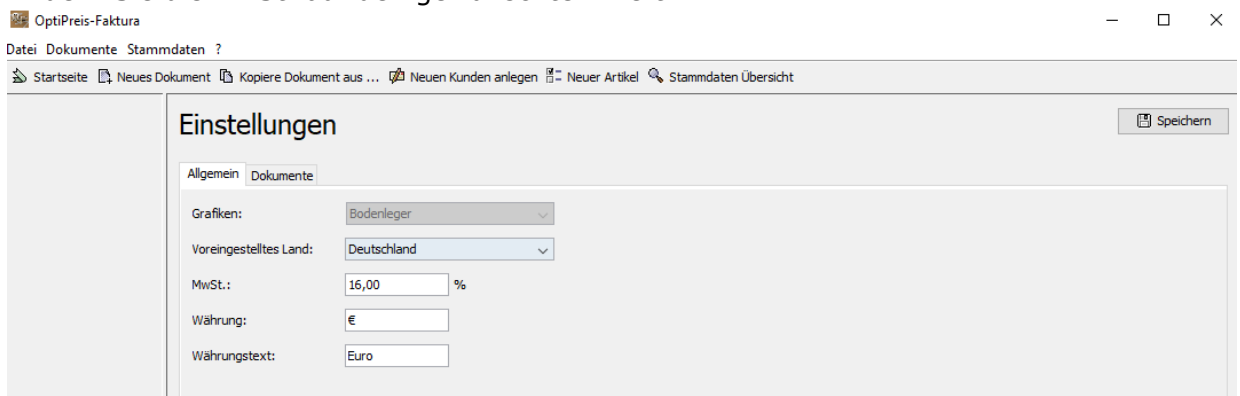 OptiPreis-Faktura
Datei Dokumente Stammdaten ?
Startseite Neues Dokument Kopiere Dokument aus ... Neuen Kunden anlegen Neuer Artikel Stammdaten Übersicht
Einstellungen
Speichern
Allgemein Dokumente
Grafiken: Bodenleger
Voreingestelltes Land: Deutschland
MwSt.: 16,00 %
Währung: €
Währungstext: Euro